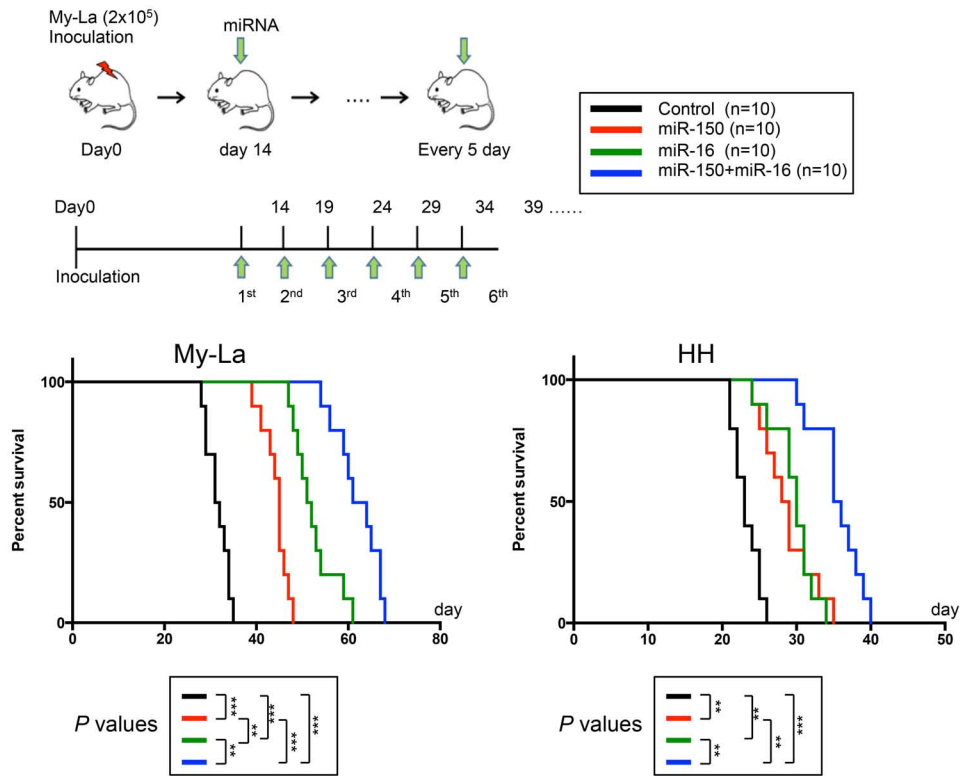 My-La (2x10⁵)
Inoculation
miRNA
Day0
day 14
....
Every 5 day
Control (n=10)
miR-150 (n=10)
miR-16 (n=10)
miR-150+miR-16 (n=10)
Day0 14 19 24 29 34 39 ......
Inoculation
1st 2nd 3rd 4th 5th 6th
My-La
Percent survival
100
50
0
0 20 40 60 80
day
HH
Percent survival
100
50
0
0 10 20 30 40 50
day
P values
*** ** *** ** *** ***
P values
** ** ** ** ***